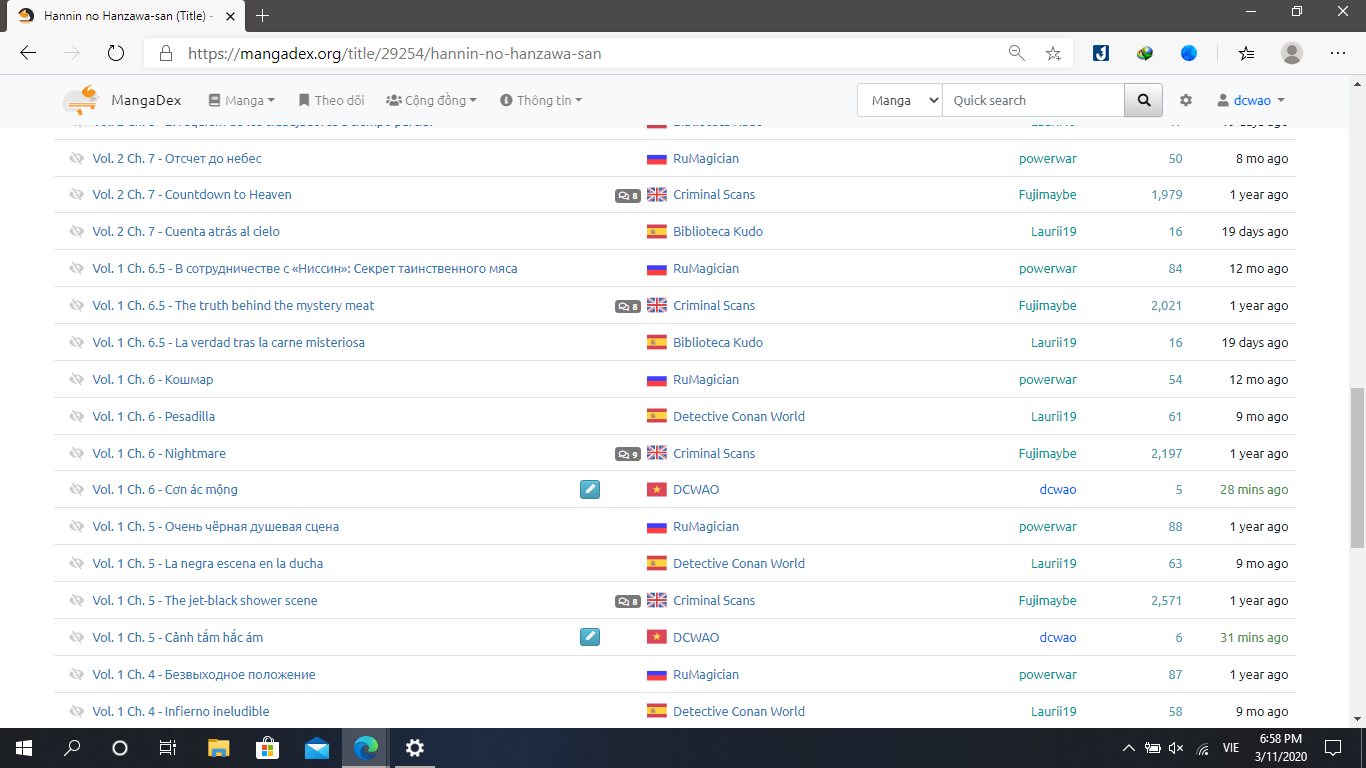 Hannin no Hanzawa-san (Title) -
https://mangadex.org/title/29254/hannin-no-hanzawa-san
MangaDex Manga Theo dõi Cộng đồng Thông tin Manga Quick search dcwao
Vol. 2 Ch. 7 - Отсчет до небес RuMagician powerwar 50 8 mo ago
Vol. 2 Ch. 7 - Countdown to Heaven 8 Criminal Scans Fujimaybe 1,979 1 year ago
Vol. 2 Ch. 7 - Cuenta atrás al cielo Biblioteca Kudo Laurii19 16 19 days ago
Vol. 1 Ch. 6.5 - В сотрудничестве с «Ниссин»: Секрет таинственного мяса RuMagician powerwar 84 12 mo ago
Vol. 1 Ch. 6.5 - The truth behind the mystery meat 8 Criminal Scans Fujimaybe 2,021 1 year ago
Vol. 1 Ch. 6.5 - La verdad tras la carne misteriosa Biblioteca Kudo Laurii19 16 19 days ago
Vol. 1 Ch. 6 - Кошмар RuMagician powerwar 54 12 mo ago
Vol. 1 Ch. 6 - Pesadilla Detective Conan World Laurii19 61 9 mo ago
Vol. 1 Ch. 6 - Nightmare 9 Criminal Scans Fujimaybe 2,197 1 year ago
Vol. 1 Ch. 6 - Cơn ác mộng DCWAO dcwao 5 28 mins ago
Vol. 1 Ch. 5 - Очень чёрная душевая сцена RuMagician powerwar 88 1 year ago
Vol. 1 Ch. 5 - La negra escena en la ducha Detective Conan World Laurii19 63 9 mo ago
Vol. 1 Ch. 5 - The jet-black shower scene 8 Criminal Scans Fujimaybe 2,571 1 year ago
Vol. 1 Ch. 5 - Cảnh tắm hắc ám DCWAO dcwao 6 31 mins ago
Vol. 1 Ch. 4 - Безвыходное положение RuMagician powerwar 87 1 year ago
Vol. 1 Ch. 4 - Infierno ineludible Detective Conan World Laurii19 58 9 mo ago
VIE 6:58 PM
3/11/2020